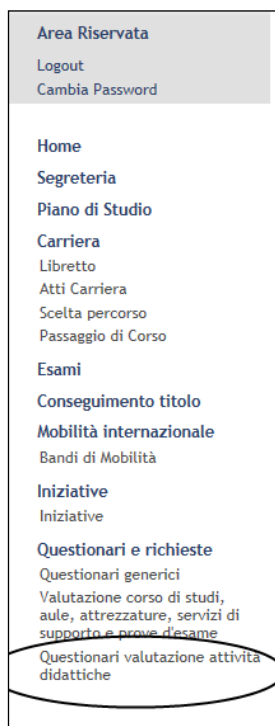 Area Riservata
Logout
Cambia Password
Home
Segreteria
Piano di Studio
Carriera
Libretto
Atti Carriera
Scelta percorso
Passaggio di Corso
Esami
Conseguimento titolo
Mobilità internazionale
Bandi di Mobilità
Iniziative
Iniziative
Questionari e richieste
Questionari generici
Valutazione corso di studi,
aule, attrezzature, servizi di
supporto e prove d'esame
Questionari valutazione attività
didattiche